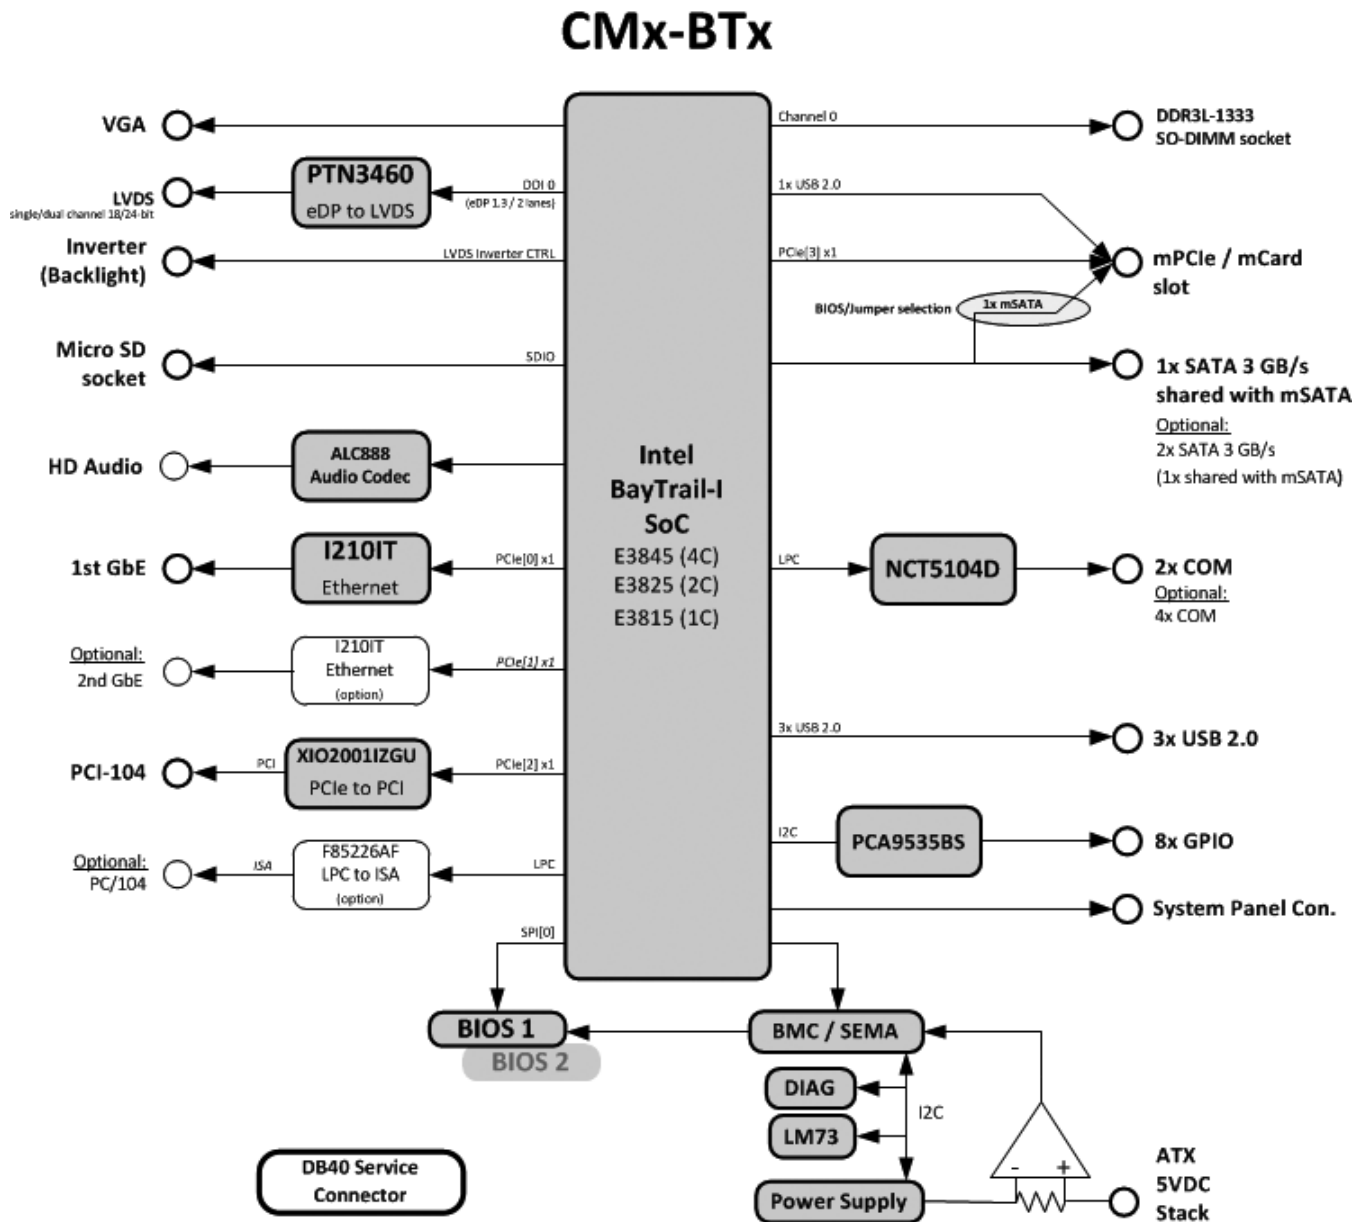 CMx-BTx
VGA
LVDS
single/dual channel 18/24-bit
PTN3460
eDP to LVDS
DDI 0
(eDP 1.3 / 2 lanes)
Inverter
(Backlight)
LVDS Inverter CTRL
Micro SD
socket
SDIO
HD Audio
ALC888
Audio Codec
1st GbE
I210IT
Ethernet
PCIe[0] x1
Optional:
2nd GbE
I210IT
Ethernet
(option)
PCIe[1] x1
PCI-104
PCI
XIO2001IZGU
PCIe to PCI
PCIe[2] x1
Optional:
PC/104
ISA
F85226AF
LPC to ISA
(option)
LPC
SPI[0]
Intel
BayTrail-I
SoC
E3845 (4C)
E3825 (2C)
E3815 (1C)
Channel 0
DDR3L-1333
SO-DIMM socket
1x USB 2.0
PCIe[3] x1
mPCIe / mCard
slot
BIOS/Jumper selection
1x mSATA
1x SATA 3 GB/s
shared with mSATA
Optional:
2x SATA 3 GB/s
(1x shared with mSATA)
LPC
NCT5104D
2x COM
Optional:
4x COM
3x USB 2.0
3x USB 2.0
I2C
PCA9535BS
8x GPIO
System Panel Con.
BIOS 1
BIOS 2
BMC / SEMA
DIAG
LM73
I2C
Power Supply
- +
ATX
5VDC
Stack
DB40 Service
Connector